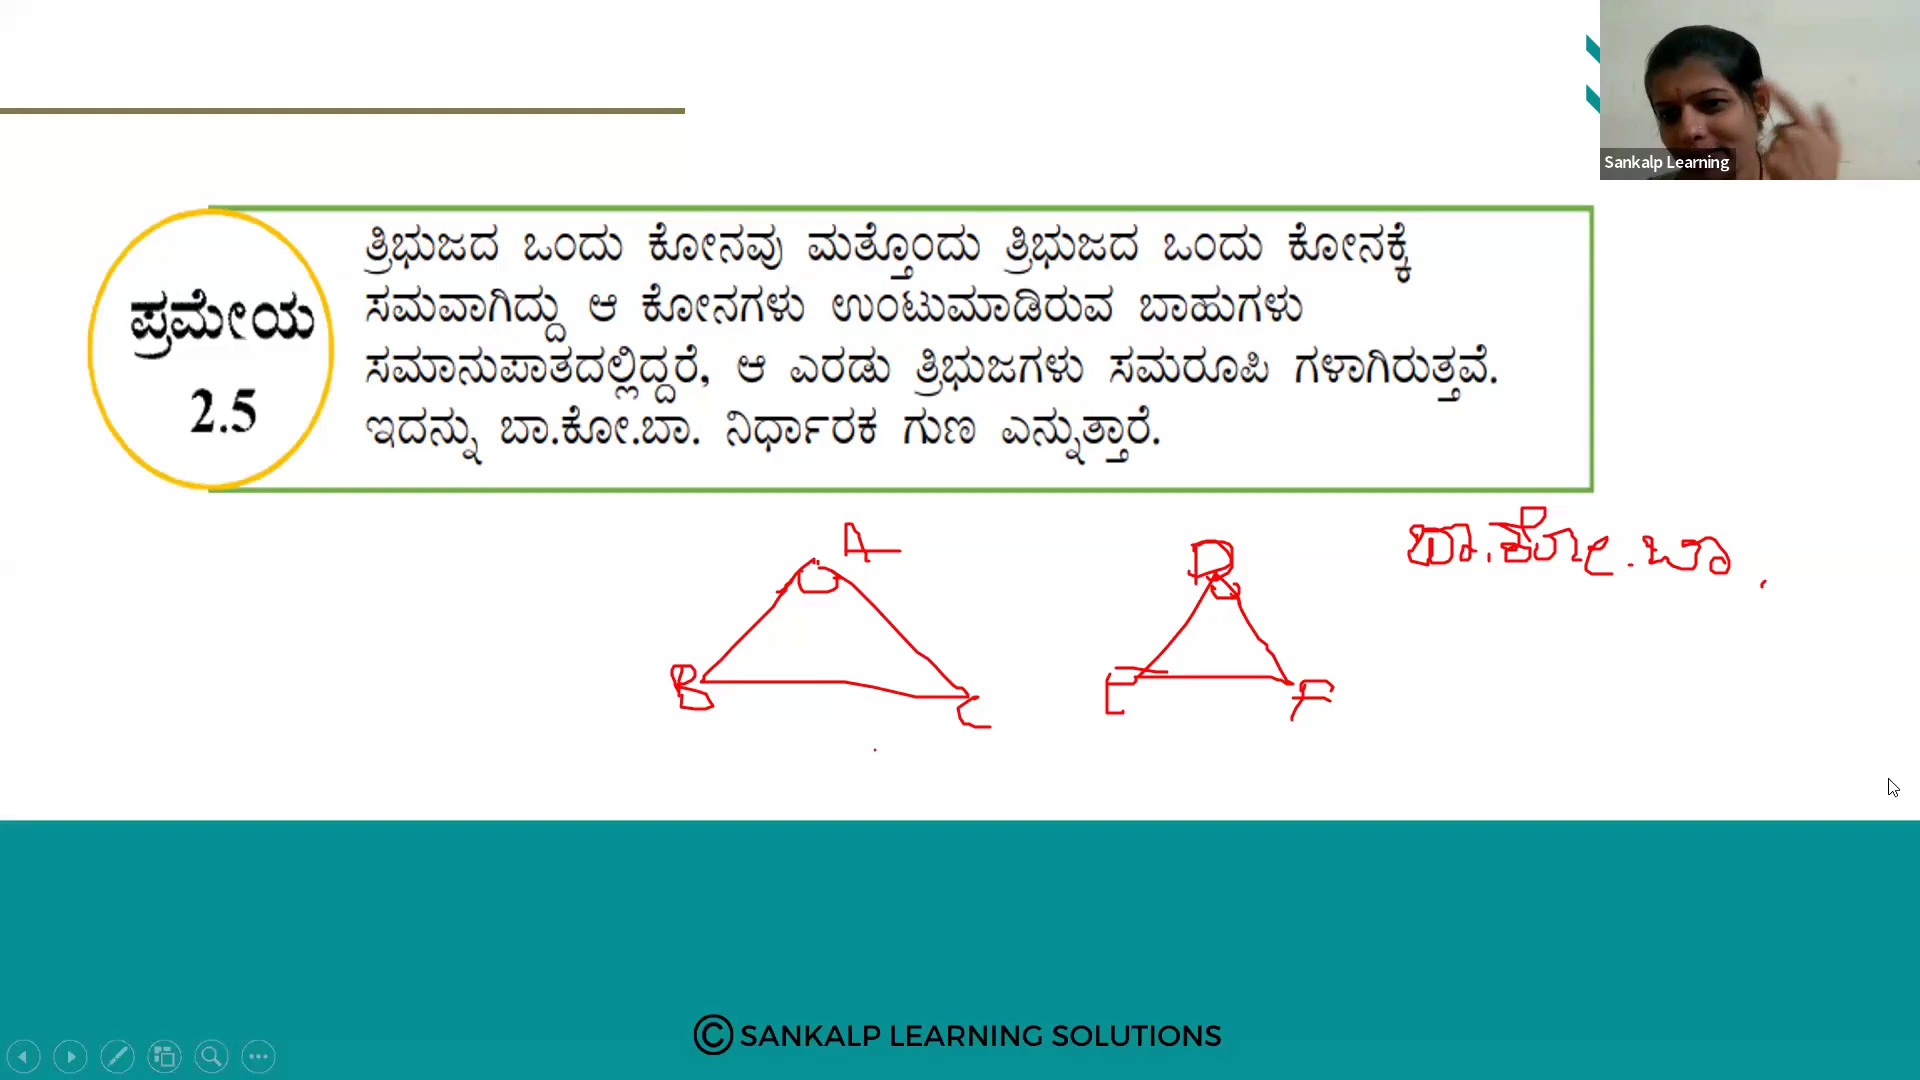 Sankalp Learning
ತ್ರಿಭುಜದ ಒಂದು ಕೋನವು ಮತ್ತೊಂದು ತ್ರಿಭುಜದ ಒಂದು ಕೋನಕ್ಕೆ
ಸಮವಾಗಿದ್ದು ಆ ಕೋನಗಳು ಉಂಟುಮಾಡಿರುವ ಬಾಹುಗಳು
ಸಮಾನುಪಾತದಲ್ಲಿದ್ದರೆ, ಆ ಎರಡು ತ್ರಿಭುಜಗಳು ಸಮರೂಪಿ ಗಳಾಗಿರುತ್ತವೆ.
ಇದನ್ನು ಬಾ.ಕೋ.ಬಾ. ನಿರ್ಧಾರಕ ಗುಣ ಎನ್ನುತ್ತಾರೆ.
ಪ್ರಮೇಯ
2.5
A
D
ಬಾ.ಕೋ.ಬಾ.
B
C
E
F
© SANKALP LEARNING SOLUTIONS